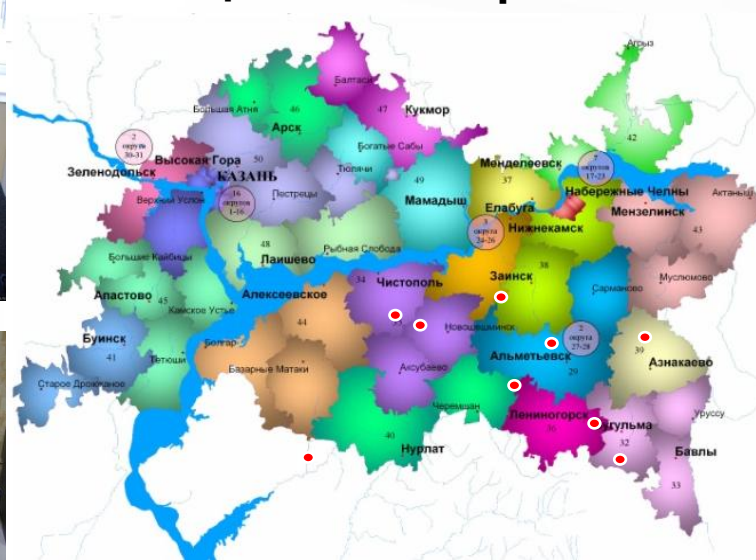 Агрыз
Балтаси
Большая Атня
46
47
Кукмор
Арск
42
2
округа
30-31
Богатые Сабы
Менделеевск
7
округов
17-23
Высокая Гора
50
Зеленодольск
КАЗАНЬ
Тюлячи
49
37
Набережные Челны
Актаныш
16
округов
1-16
Пестрецы
Верхний Услон
Мамадыш
Елабуга
Мензелинск
3
округа
24-26
Нижнекамск
43
48
Рыбная Слобода
Лаишево
Большие Кайбицы
Заинск
38
Муслюмово
34
Чистополь
Сарманово
Апастово
45
Алексеевское
Камское Устье
44
Новошешминск
2
округа
27-28
Буинск
41
Болгар
39
Азнакаево
Тетюши
Альметьевск
Базарные Матаки
Аксубаево
29
Старое Дрожжаное
Черемшан
Лениногорск
Уруссу
угульма
36
32
40
Нурлат
Бавлы
33